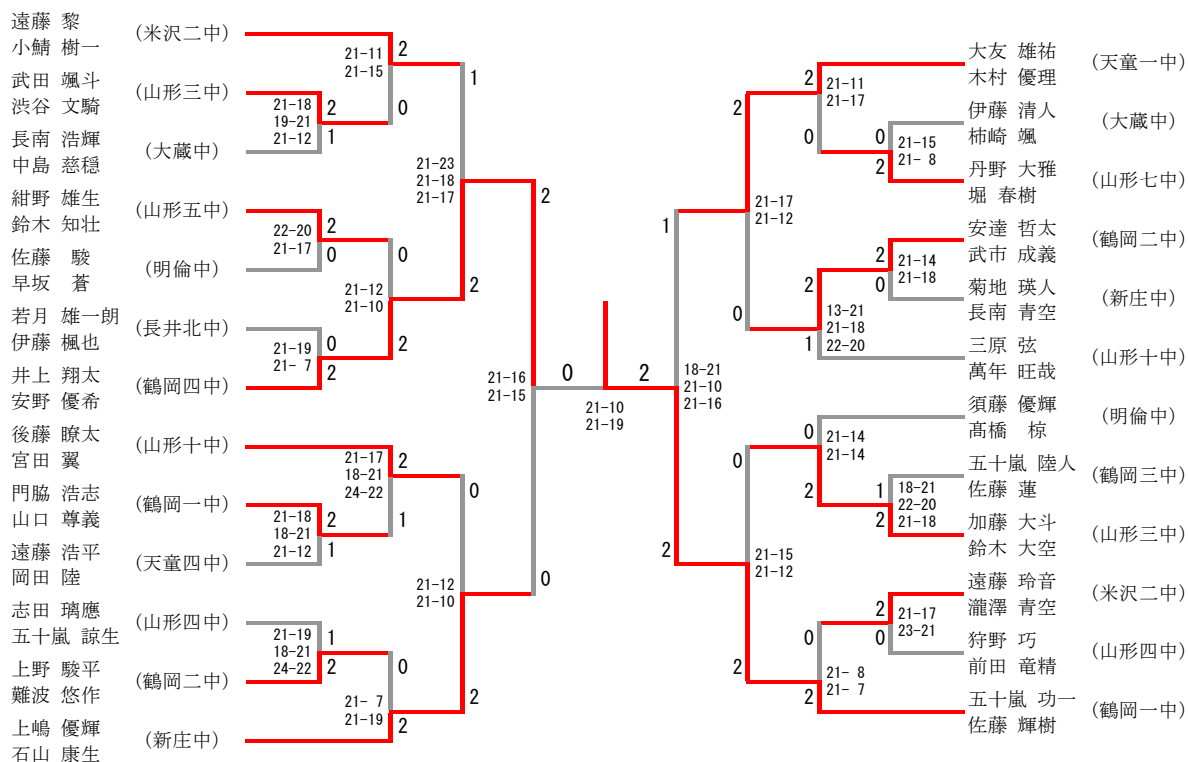 遠藤 黎
小鯖 樹一
(米沢二中)
武田 颯斗
渋谷 文騎
(山形三中)
長南 浩輝
中島 慈穏
(大蔵中)
紺野 雄生
鈴木 知壮
(山形五中)
佐藤 駿
早坂 蒼
(明倫中)
若月 雄一朗
伊藤 楓也
(長井北中)
井上 翔太
安野 優希
(鶴岡四中)
後藤 瞭太
宮田 翼
(山形十中)
門脇 浩志
山口 尊義
(鶴岡一中)
遠藤 浩平
岡田 陸
(天童四中)
志田 璃應
五十嵐 諒生
(山形四中)
上野 駿平
難波 悠作
(鶴岡二中)
上嶋 優輝
石山 康生
(新庄中)
21-11
21-15
2
0
21-18
19-21
21-12
2
1
1
21-23
21-18
21-17
2
22-20
21-17
2
0
0
21-12
21-10
2
21-19
21- 7
0
2
2
21-16
21-15
0
21-17
18-21
24-22
2
1
21-18
18-21
21-12
2
1
0
21-12
21-10
2
21-19
18-21
24-22
1
2
0
21- 7
21-19
2
0
2
21-10
21-19
1
18-21
21-10
21-16
2
2
21-17
21-12
0
2
21-11
21-17
0
0
21-15
21- 8
2
2
21-14
21-18
0
2
13-21
21-18
22-20
1
0
21-15
21-12
2
0
21-14
21-14
2
1
18-21
22-20
21-18
2
2
21-17
23-21
0
0
21- 8
21- 7
2
大友 雄祐
木村 優理
(天童一中)
伊藤 清人
柿崎 颯
(大蔵中)
丹野 大雅
堀 春樹
(山形七中)
安達 哲太
武市 成義
(鶴岡二中)
菊地 瑛人
長南 青空
(新庄中)
三原 弦
萬年 旺哉
(山形十中)
須藤 優輝
髙橋 椋
(明倫中)
五十嵐 陸人
佐藤 蓮
(鶴岡三中)
加藤 大斗
鈴木 大空
(山形三中)
遠藤 玲音
瀧澤 青空
(米沢二中)
狩野 巧
前田 竜精
(山形四中)
五十嵐 功一
佐藤 輝樹
(鶴岡一中)